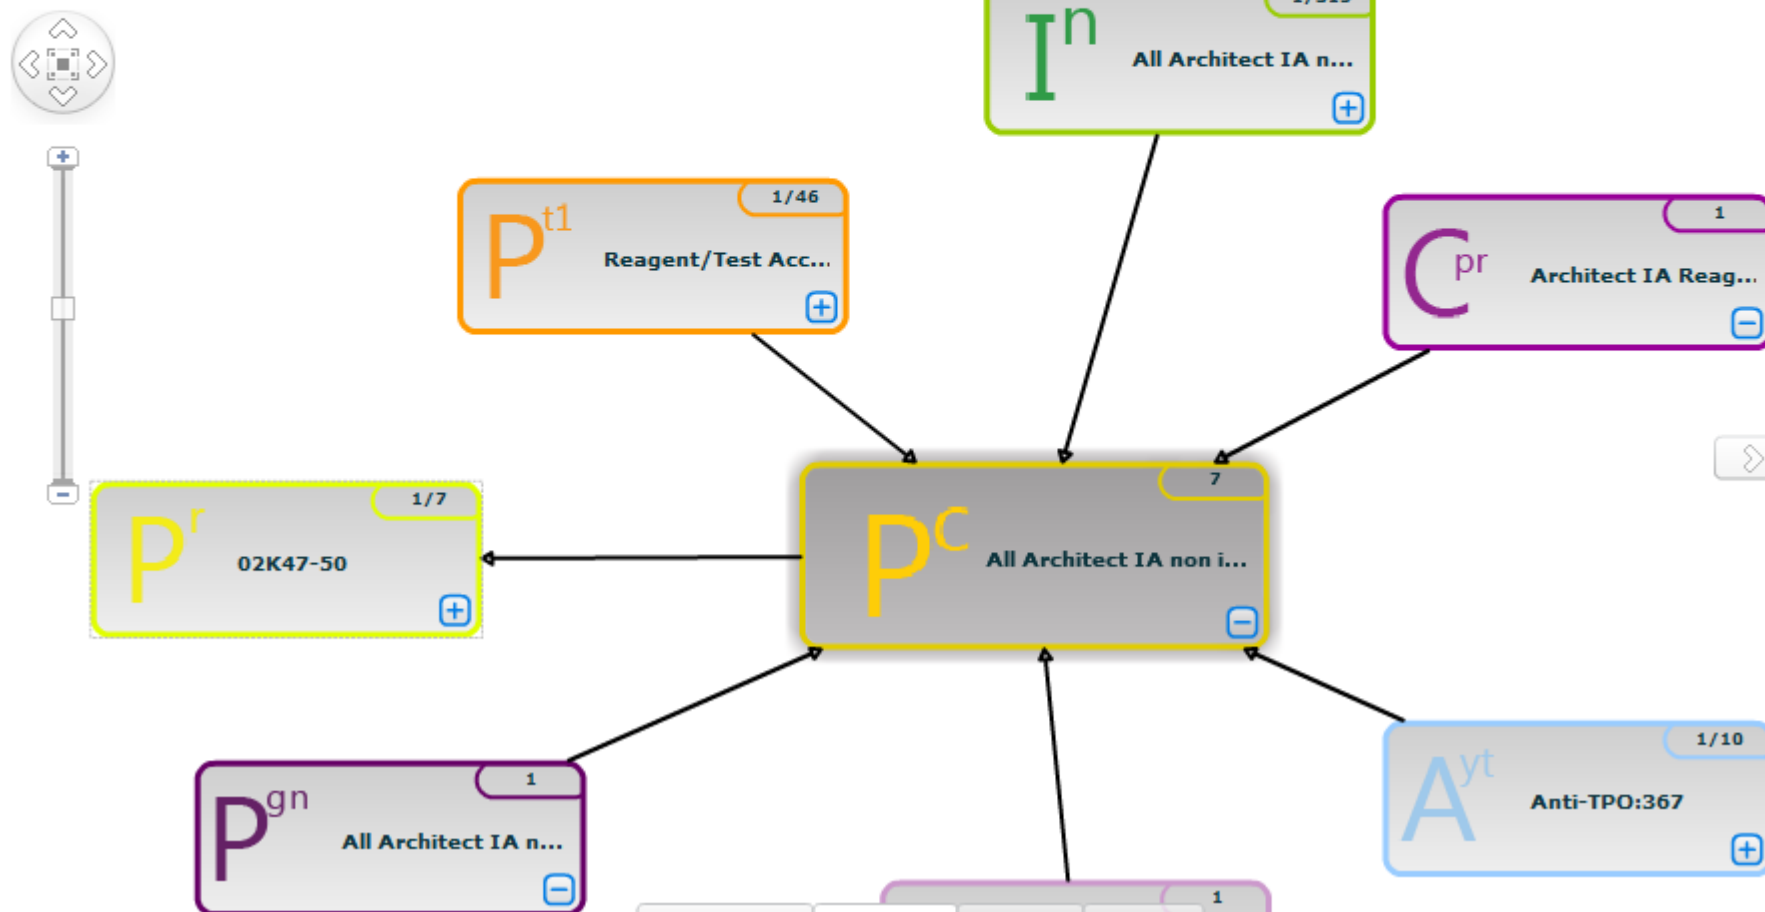 In
All Architect IA n...
1/46
Pt1
Reagent/Test Acc...
1
Cpr
Architect IA Reag...
7
PC
All Architect IA non i...
1/7
Pr
02K47-50
1
Pgn
All Architect IA n...
1/10
Ayt
Anti-TPO:367
1